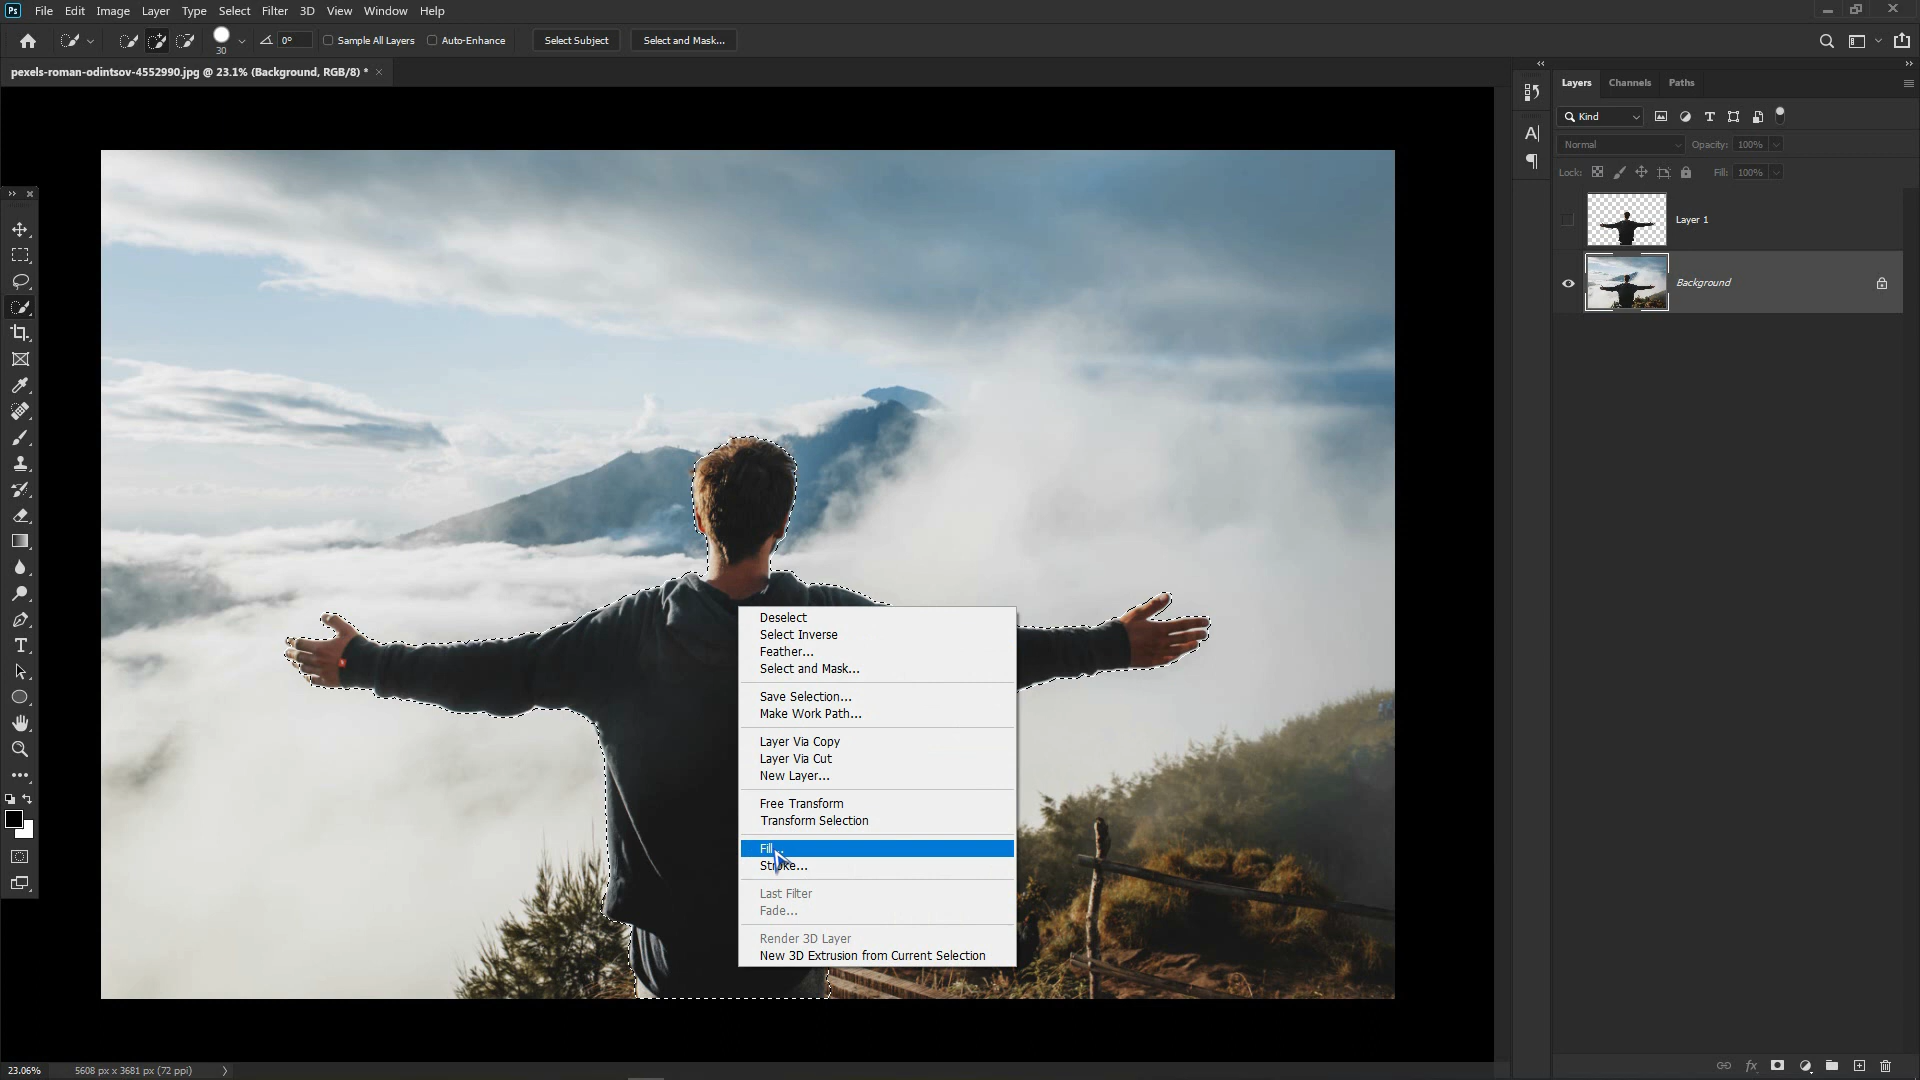 Ps File Edit Image Layer Type Select Filter 3D View Window Help
30 0° Sample All Layers Auto-Enhance Select Subject Select and Mask...
pexels-roman-odintsov-4552990.jpg @ 23.1% (Background, RGB/8) * ×
Layers Channels Paths
Kind
Normal Opacity: 100%
Lock: Fill: 100%
Layer 1
Background
Deselect
Select Inverse
Feather...
Select and Mask...
Save Selection...
Make Work Path...
Layer Via Copy
Layer Via Cut
New Layer...
Free Transform
Transform Selection
Fill...
Stroke...
Last Filter
Fade...
Render 3D Layer
New 3D Extrusion from Current Selection
23.06% 5608 px x 3681 px (72 ppi)